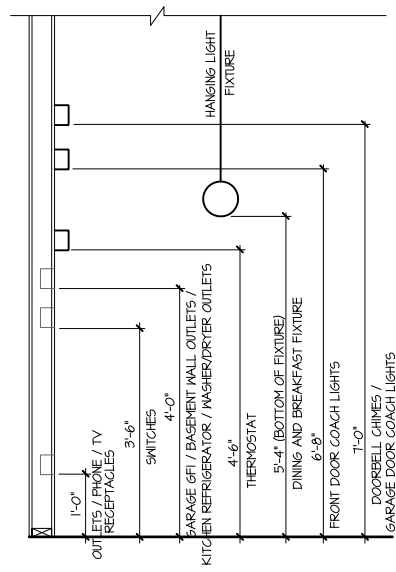 HANGING LIGHT
FIXTURE
1'-0"
OUTLETS / PHONE / TV
RECEPTACLES
3'-6"
SWITCHES
4'-0"
GARAGE GFI / BASEMENT WALL OUTLETS /
KITCHEN REFRIGERATOR / WASHER/DRYER OUTLETS
4'-6"
THERMOSTAT
5'-4" (BOTTOM OF FIXTURE)
DINING AND BREAKFAST FIXTURE
6'-8"
FRONT DOOR COACH LIGHTS
7'-0"
DOORBELL CHIMES /
GARAGE DOOR COACH LIGHTS